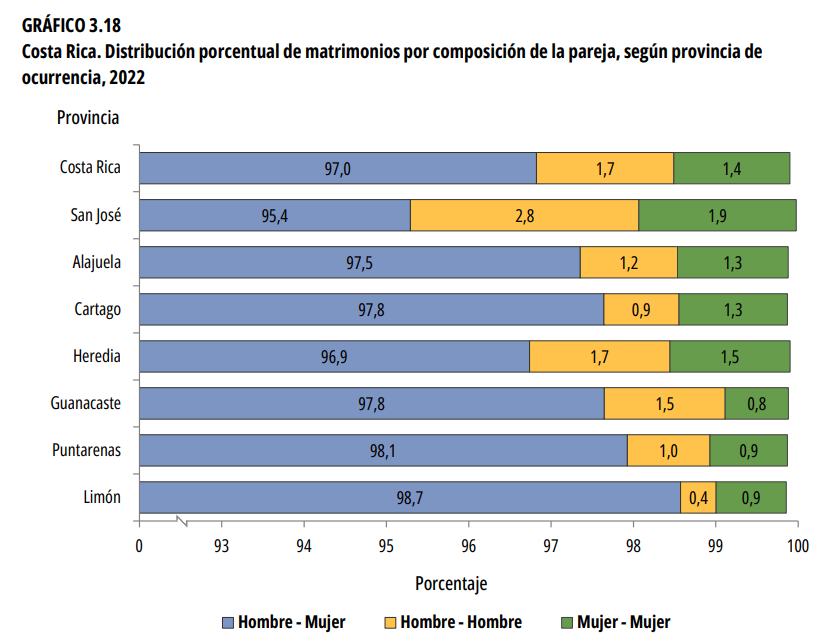 GRÁFICO 3.18
Costa Rica. Distribución porcentual de matrimonios por composición de la pareja, según provincia de
ocurrencia, 2022
Provincia
Costa Rica 97,0 1,7 1,4
San José 95,4 2,8 1,9
Alajuela 97,5 1,2 1,3
Cartago 97,8 0,9 1,3
Heredia 96,9 1,7 1,5
Guanacaste 97,8 1,5 0,8
Puntarenas 98,1 1,0 0,9
Limón 98,7 0,4 0,9
0 93 94 95 96 97 98 99 100
Porcentaje
Hombre - Mujer Hombre - Hombre Mujer - Mujer